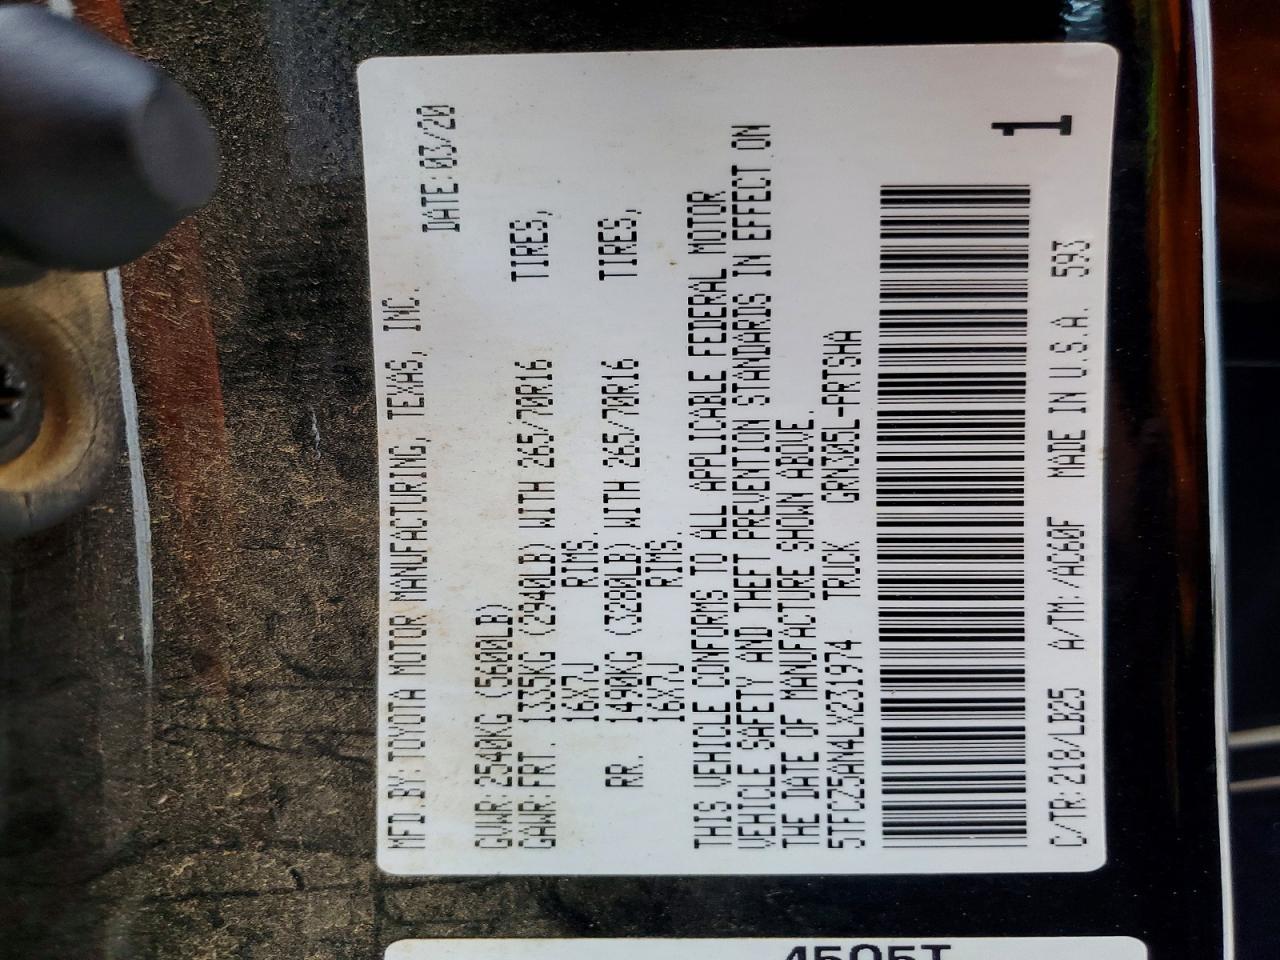 MFD.BY:TOYOTA MOTOR MANUFACTURING, TEXAS, INC.
DATE:03/20
GVWR:2540KG (5600LB)
GAWR:FRT. 1335KG (2940LB) WITH 265/70R16 TIRES,
16X7J RIMS.
RR. 1490KG (3280LB) WITH 265/70R16 TIRES,
16X7J RIMS.
THIS VEHICLE CONFORMS TO ALL APPLICABLE FEDERAL MOTOR
VEHICLE SAFETY AND THEFT PREVENTION STANDARDS IN EFFECT ON
THE DATE OF MANUFACTURE SHOWN ABOVE.
5TFCZ5AN4LX231974 TRUCK GRN305L-PRTSHA
1
C/TR:218/LB25 A/TM:/AC60F MADE IN U.S.A. 593